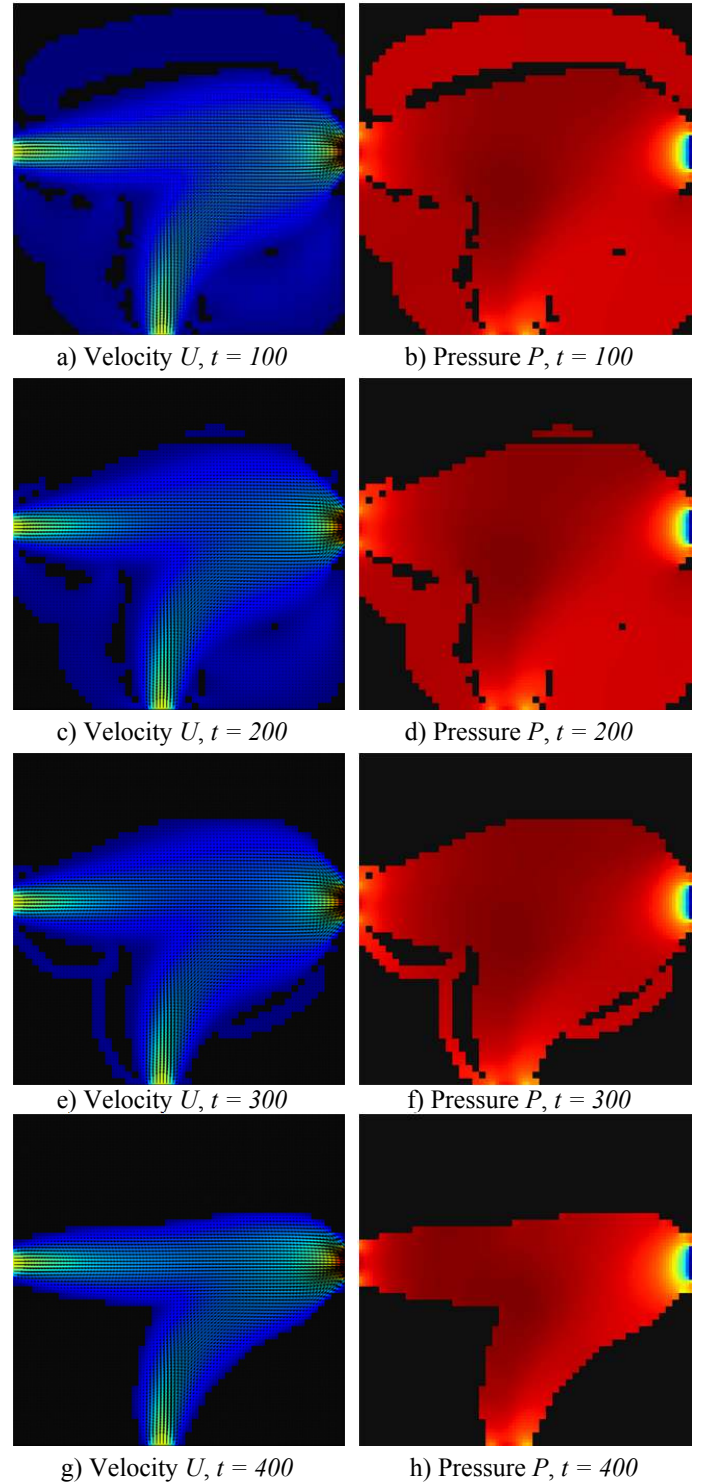 a) Velocity U, t = 100
b) Pressure P, t = 100
c) Velocity U, t = 200
d) Pressure P, t = 200
e) Velocity U, t = 300
f) Pressure P, t = 300
g) Velocity U, t = 400
h) Pressure P, t = 400